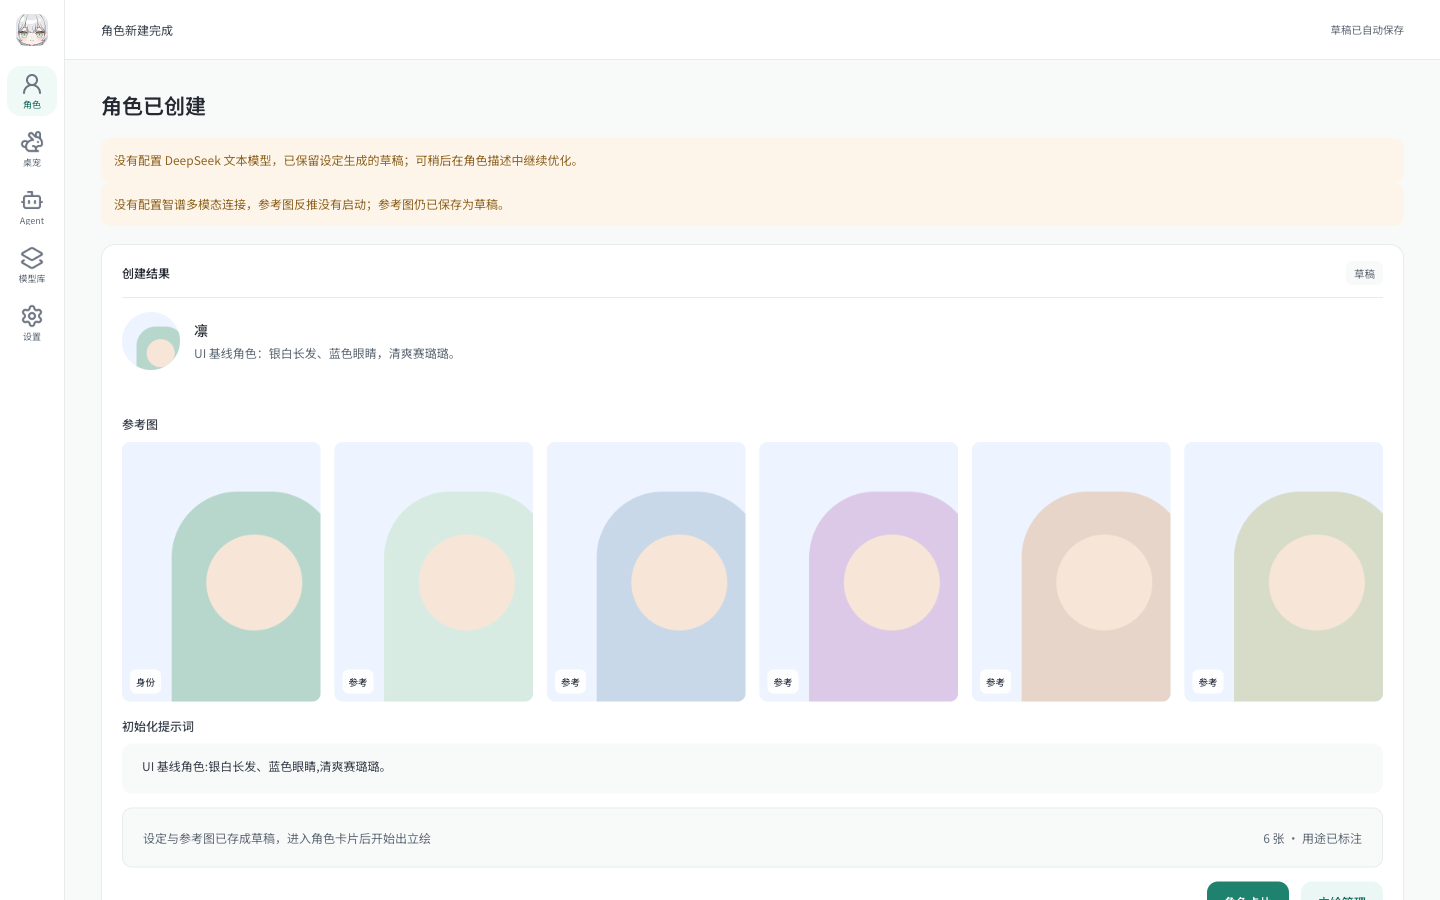 角色新建完成
草稿已自动保存
角色
桌宠
Agent
模型库
设置
角色已创建
没有配置 DeepSeek 文本模型，已保留设定生成的草稿；可稍后在角色描述中继续优化。
没有配置智谱多模态连接，参考图反推没有启动；参考图仍已保存为草稿。
创建结果
草稿
凛
UI 基线角色：银白长发、蓝色眼睛，清爽赛璐璐。
参考图
身份
参考
参考
参考
参考
参考
初始化提示词
UI 基线角色:银白长发、蓝色眼睛,清爽赛璐璐。
设定与参考图已存成草稿，进入角色卡片后开始出立绘
6 张 · 用途已标注